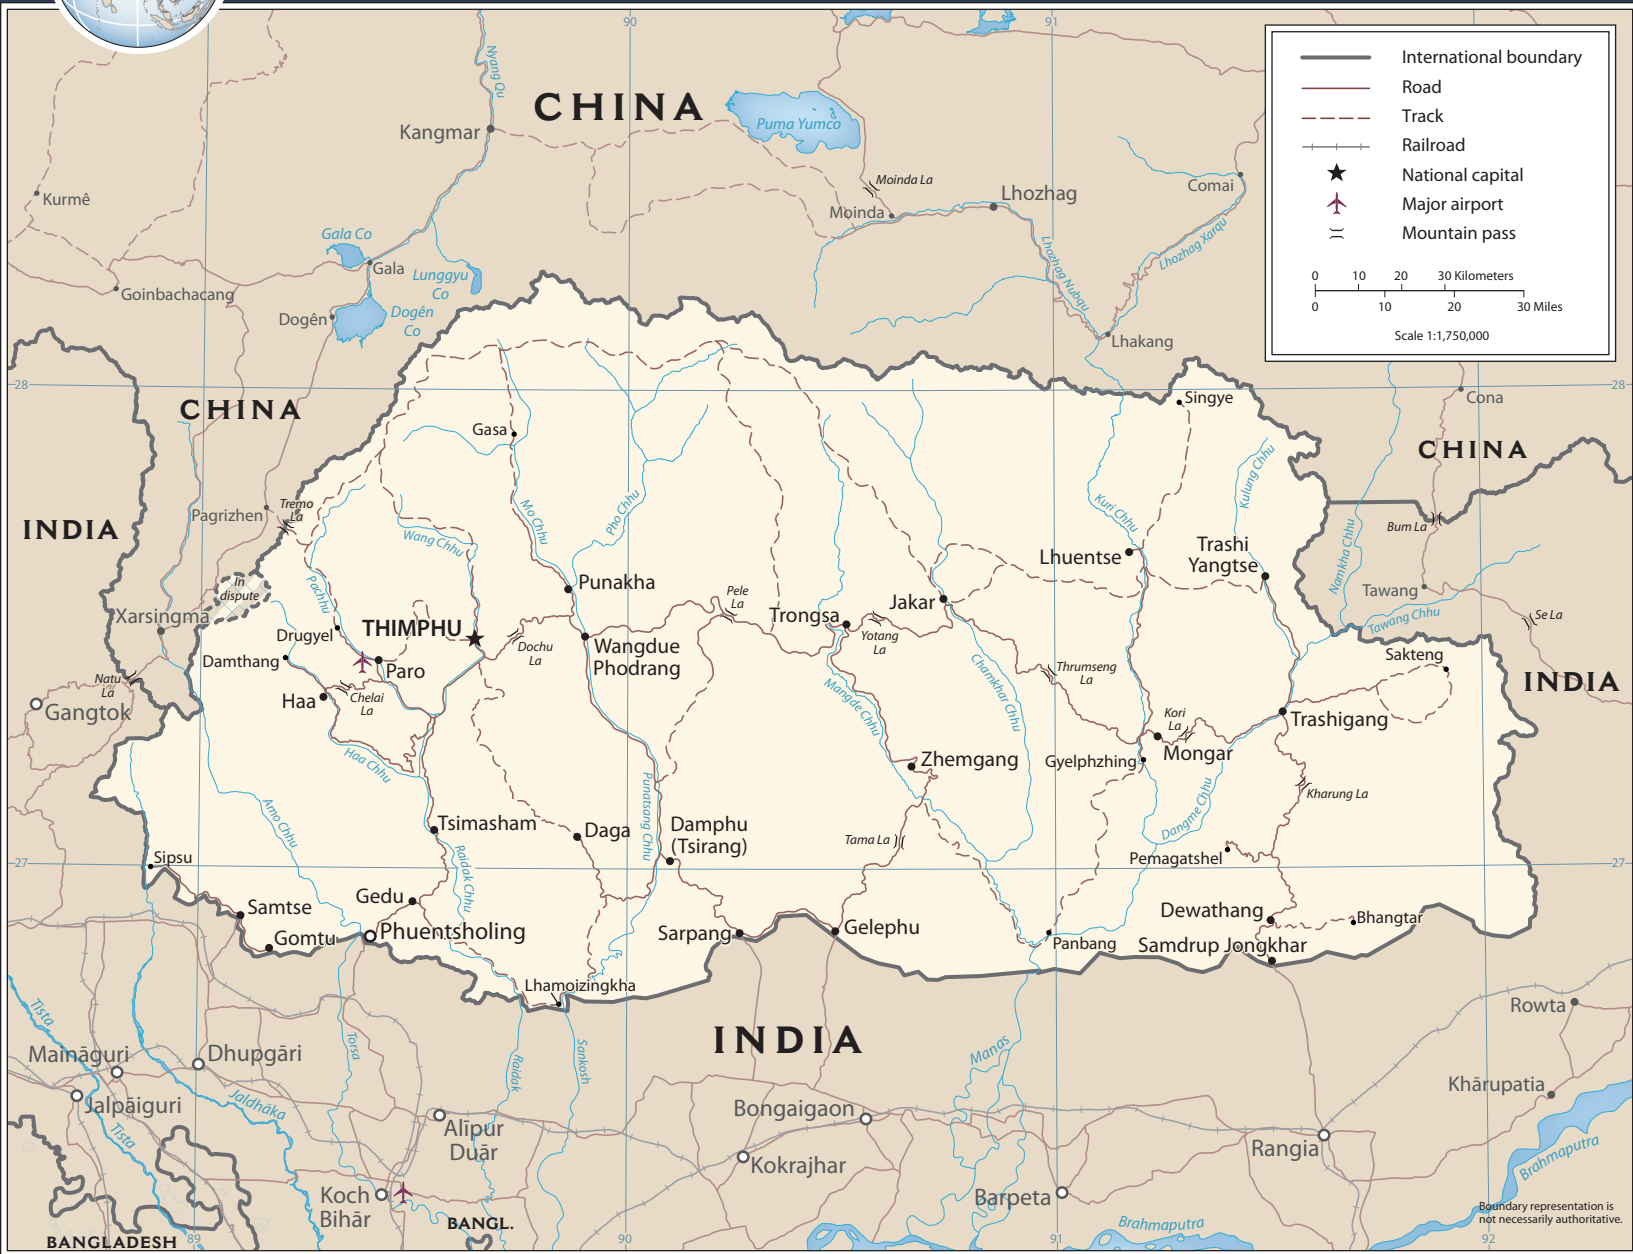 90
91
Nyang Qu
CHINA
Puma Yumco
Kangmar
Kurmê
Moinda La
Moinda
Lhozhag
Comai
Lhozhag Nubqu
Lhozhag Xarqu
Lhakang
Gala Co
Gala
Lunggyu
Co
Goinbachacang
Dogên
Dogên
Co
International boundary
Road
Track
Railroad
National capital
Major airport
Mountain pass
0
10
20
30 Kilometers
0
10
20
30 Miles
Scale 1:1,750,000
28
28
CHINA
Singye
Cona
Gasa
CHINA
INDIA
Pagrizhen
Tremo
La
Wang Chhu
Mo Chhu
Pho Chhu
Kuri Chhu
Kulung Chhu
Bum La
Namkha Chhu
Lhuentse
Trashi
Yangtse
In
dispute
Pachhu
Punakha
Pele
La
Jakar
Tawang
Tawang Chhu
Se La
Xarsingma
Drugyel
THIMPHU
Dochu
La
Wangdue
Phodrang
Trongsa
Yotang
La
Damthang
Paro
Sakteng
Natu
La
Gangtok
Haa
Chelai
La
Mangde Chhu
Chamkhar Chhu
Thrumseng
La
INDIA
Kori
La
Trashigang
Haa Chhu
Zhemgang
Gyelphzhing
Mongar
Kharung La
Amo Chhu
Punatsang Chhu
Dangme Chhu
Tsimasham
Daga
Damphu
(Tsirang)
Tama La
Pemagatshel
27
27
Sipsu
Raidak Chhu
Samtse
Gedu
Gomtu
Phuentsholing
Sarpang
Gelephu
Panbang
Dewathang
Bhangtar
Samdrup Jongkhar
Lhamoizingkha
Tista
INDIA
Rowta
Maināguri
Dhupgāri
Torsa
Raidak
Sankosh
Manas
Khārupatia
Jalpāiguri
Jaldhāka
Tista
Alīpur
Duār
Bongaigaon
Kokrajhar
Rangia
Brahmaputra
Koch
Bihār
Barpeta
Brahmaputra
BANGL.
BANGLADESH
89
90
91
92
Boundary representation is
not necessarily authoritative.